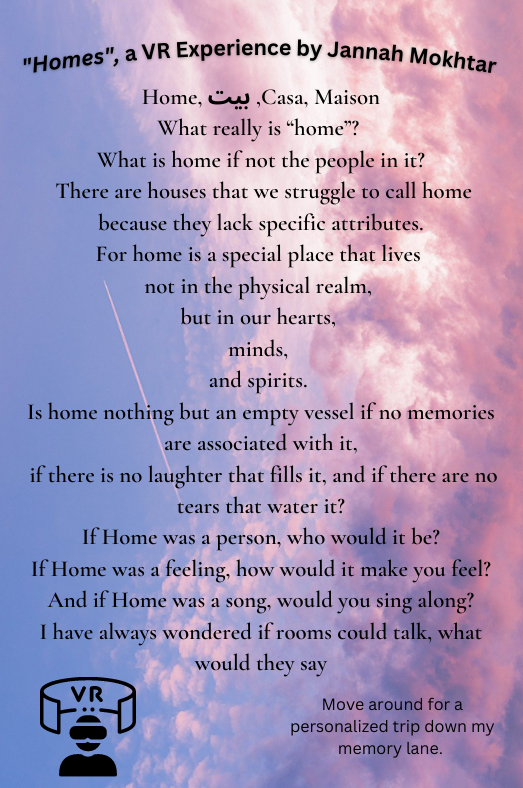 "Homes", a VR Experience by Jannah Mokhtar
Home, بيت ,Casa, Maison
What really is “home”?
What is home if not the people in it?
There are houses that we struggle to call home
because they lack specific attributes.
For home is a special place that lives
not in the physical realm,
but in our hearts,
minds,
and spirits.
Is home nothing but an empty vessel if no memories
are associated with it,
if there is no laughter that fills it, and if there are no
tears that water it?
If Home was a person, who would it be?
If Home was a feeling, how would it make you feel?
And if Home was a song, would you sing along?
I have always wondered if rooms could talk, what
would they say
VR
Move around for a
personalized trip down my
memory lane.